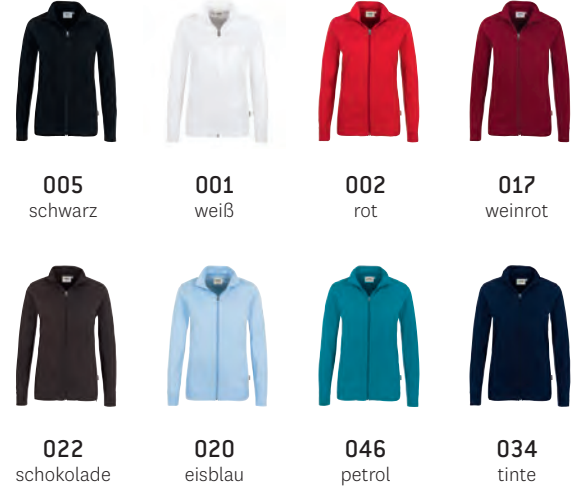 005 001 002 017
schwarz weiß rot weinrot
022 020 046 034
schokolade eisblau petrol tinte